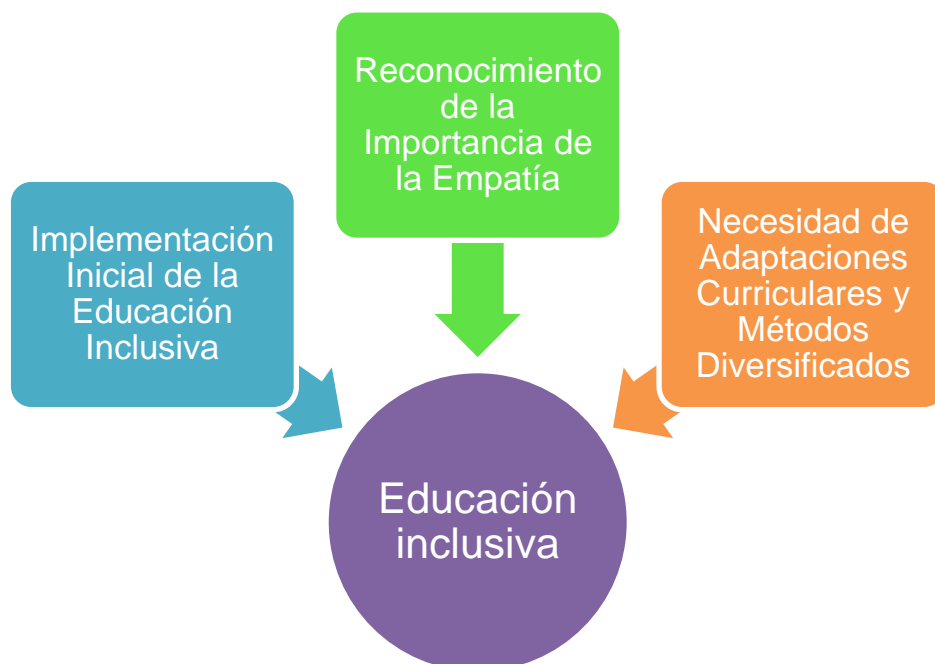 Reconocimiento
de la
Importancia de
la Empatía
Implementación
Inicial de la
Educación
Inclusiva
Necesidad de
Adaptaciones
Curriculares y
Métodos
Diversificados
Educación
inclusiva